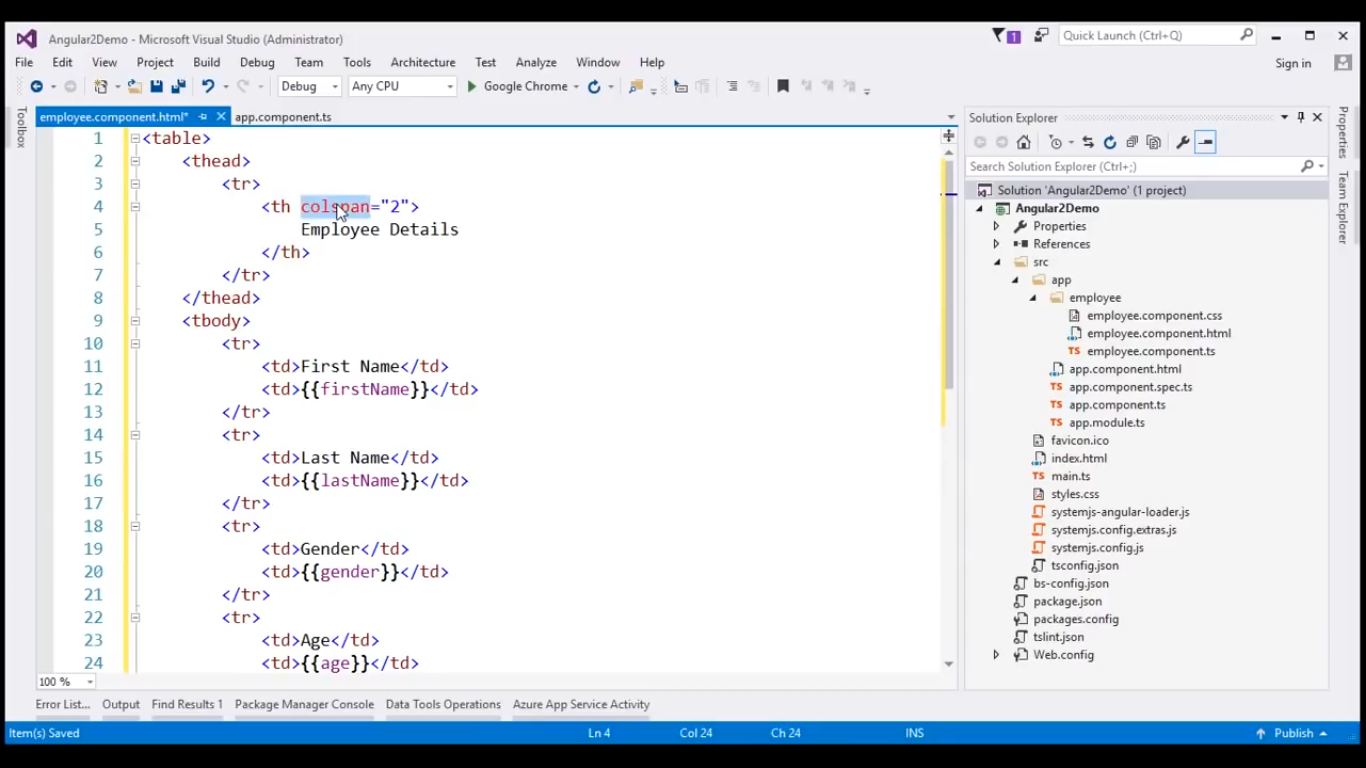 Angular2Demo - Microsoft Visual Studio (Administrator)
1
Quick Launch (Ctrl+Q)
File Edit View Project Build Debug Team Tools Architecture Test Analyze Window Help
Sign in
Debug Any CPU Google Chrome
Toolbox
employee.component.html* app.component.ts
1 <table>
2 <thead>
3 <tr>
4 <th colspan="2">
5 Employee Details
6 </th>
7 </tr>
8 </thead>
9 <tbody>
10 <tr>
11 <td>First Name</td>
12 <td>{{firstName}}</td>
13 </tr>
14 <tr>
15 <td>Last Name</td>
16 <td>{{lastName}}</td>
17 </tr>
18 <tr>
19 <td>Gender</td>
20 <td>{{gender}}</td>
21 </tr>
22 <tr>
23 <td>Age</td>
24 <td>{{age}}</td>
100 %
Solution Explorer
Search Solution Explorer (Ctrl+;)
Solution 'Angular2Demo' (1 project)
Angular2Demo
Properties
References
src
app
employee
employee.component.css
employee.component.html
TS employee.component.ts
app.component.html
TS app.component.spec.ts
TS app.component.ts
TS app.module.ts
favicon.ico
index.html
TS main.ts
styles.css
systemjs-angular-loader.js
systemjs.config.extras.js
systemjs.config.js
tsconfig.json
bs-config.json
package.json
packages.config
tslint.json
Web.config
Properties
Team Explorer
Error List... Output Find Results 1 Package Manager Console Data Tools Operations Azure App Service Activity
Item(s) Saved Ln 4 Col 24 Ch 24 INS Publish